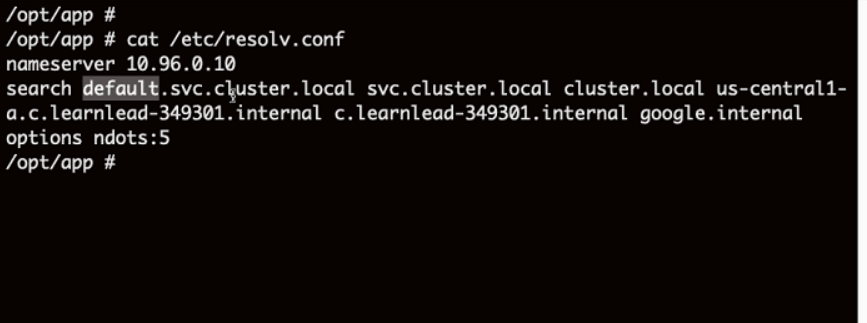 /opt/app #
/opt/app # cat /etc/resolv.conf
nameserver 10.96.0.10
search default.svc.cluster.local svc.cluster.local cluster.local us-central1-
a.c.learnlead-349301.internal c.learnlead-349301.internal google.internal
options ndots:5
/opt/app #